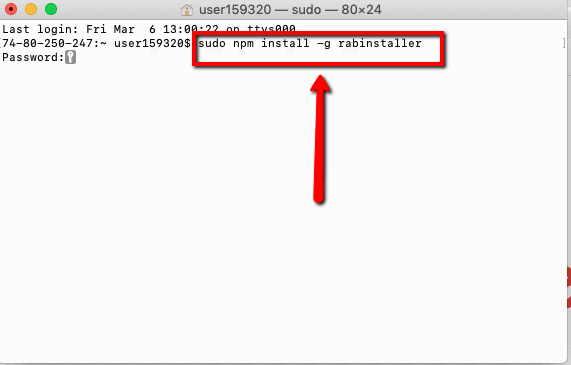 user159320 — sudo — 80×24
Last login: Fri Mar  6 13:00:22 on ttys000
[74-80-250-247:~ user159320$ sudo npm install -g rabinstaller ]
Password: